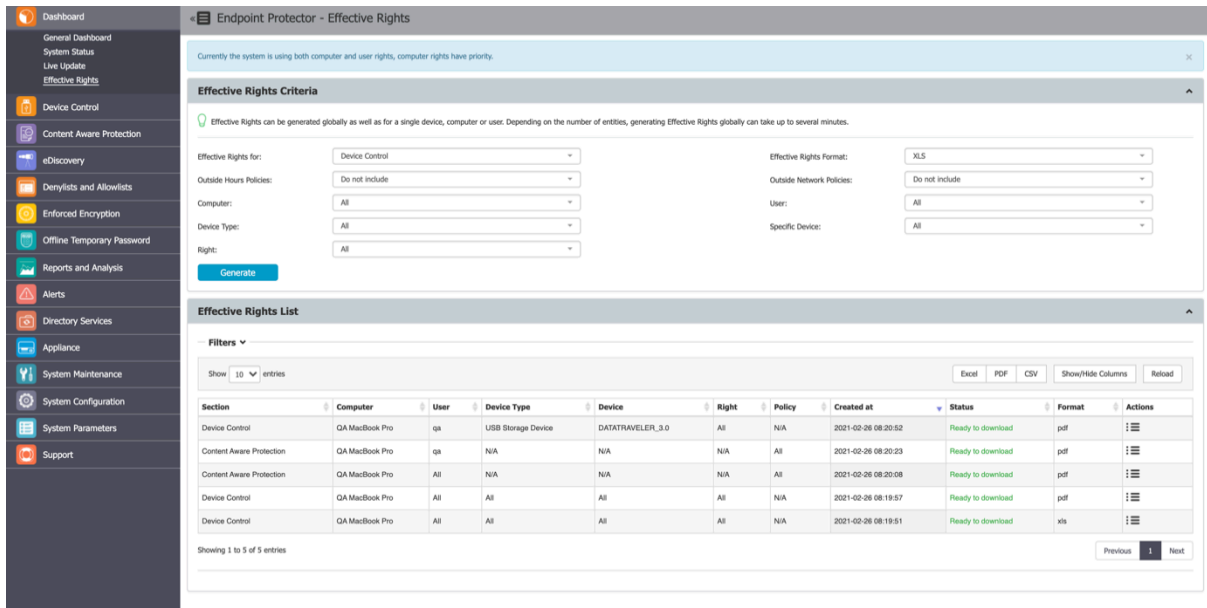 Dashboard
General Dashboard
System Status
Live Update
Effective Rights
Device Control
Content Aware Protection
eDiscovery
Denylists and Allowlists
Enforced Encryption
Offline Temporary Password
Reports and Analysis
Alerts
Directory Services
Appliance
System Maintenance
System Configuration
System Parameters
Support
Endpoint Protector - Effective Rights
Currently the system is using both computer and user rights, computer rights have priority.
Effective Rights Criteria
Effective Rights can be generated globally as well as for a single device, computer or user. Depending on the number of entities, generating Effective Rights globally can take up to several minutes.
Effective Rights for: Device Control Effective Rights Format: XLS
Outside Hours Policies: Do not include Outside Network Policies: Do not include
Computer: All User: All
Device Type: All Specific Device: All
Right: All
Generate
Effective Rights List
Filters
Show 10 entries Excel PDF CSV Show/Hide Columns Reload
Section Computer User Device Type Device Right Policy Created at Status Format Actions
Device Control QA MacBook Pro qa USB Storage Device DATATRAVELER_3.0 All N/A 2021-02-26 08:20:52 Ready to download pdf
Content Aware Protection QA MacBook Pro qa N/A N/A N/A All 2021-02-26 08:20:23 Ready to download pdf
Content Aware Protection QA MacBook Pro All N/A N/A N/A All 2021-02-26 08:20:08 Ready to download pdf
Device Control QA MacBook Pro All All All All N/A 2021-02-26 08:19:57 Ready to download pdf
Device Control QA MacBook Pro All All All All N/A 2021-02-26 08:19:51 Ready to download xls
Showing 1 to 5 of 5 entries Previous 1 Next